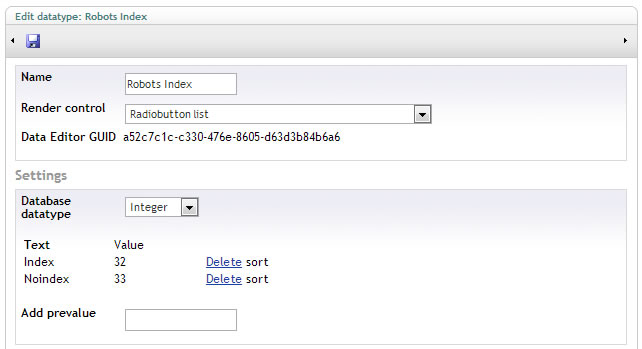 Edit datatype: Robots Index
Name Robots Index
Render control Radiobutton list
Data Editor GUID a52c7c1c-c330-476e-8605-d63d3b84b6a6
Settings
Database datatype Integer
Text Value
Index 32 Delete sort
Noindex 33 Delete sort
Add prevalue